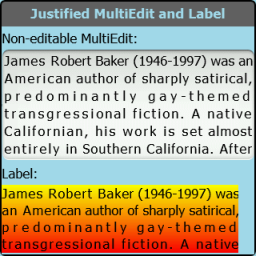 Justified MultiEdit and Label
Non-editable MultiEdit:
James Robert Baker (1946-1997) was an
American author of sharply satirical,
predominantly gay-themed
transgressional fiction. A native
Californian, his work is set almost
entirely in Southern California. After
Label:
James Robert Baker (1946-1997) was
an American author of sharply satirical,
predominantly gay-themed
transgressional fiction. A native